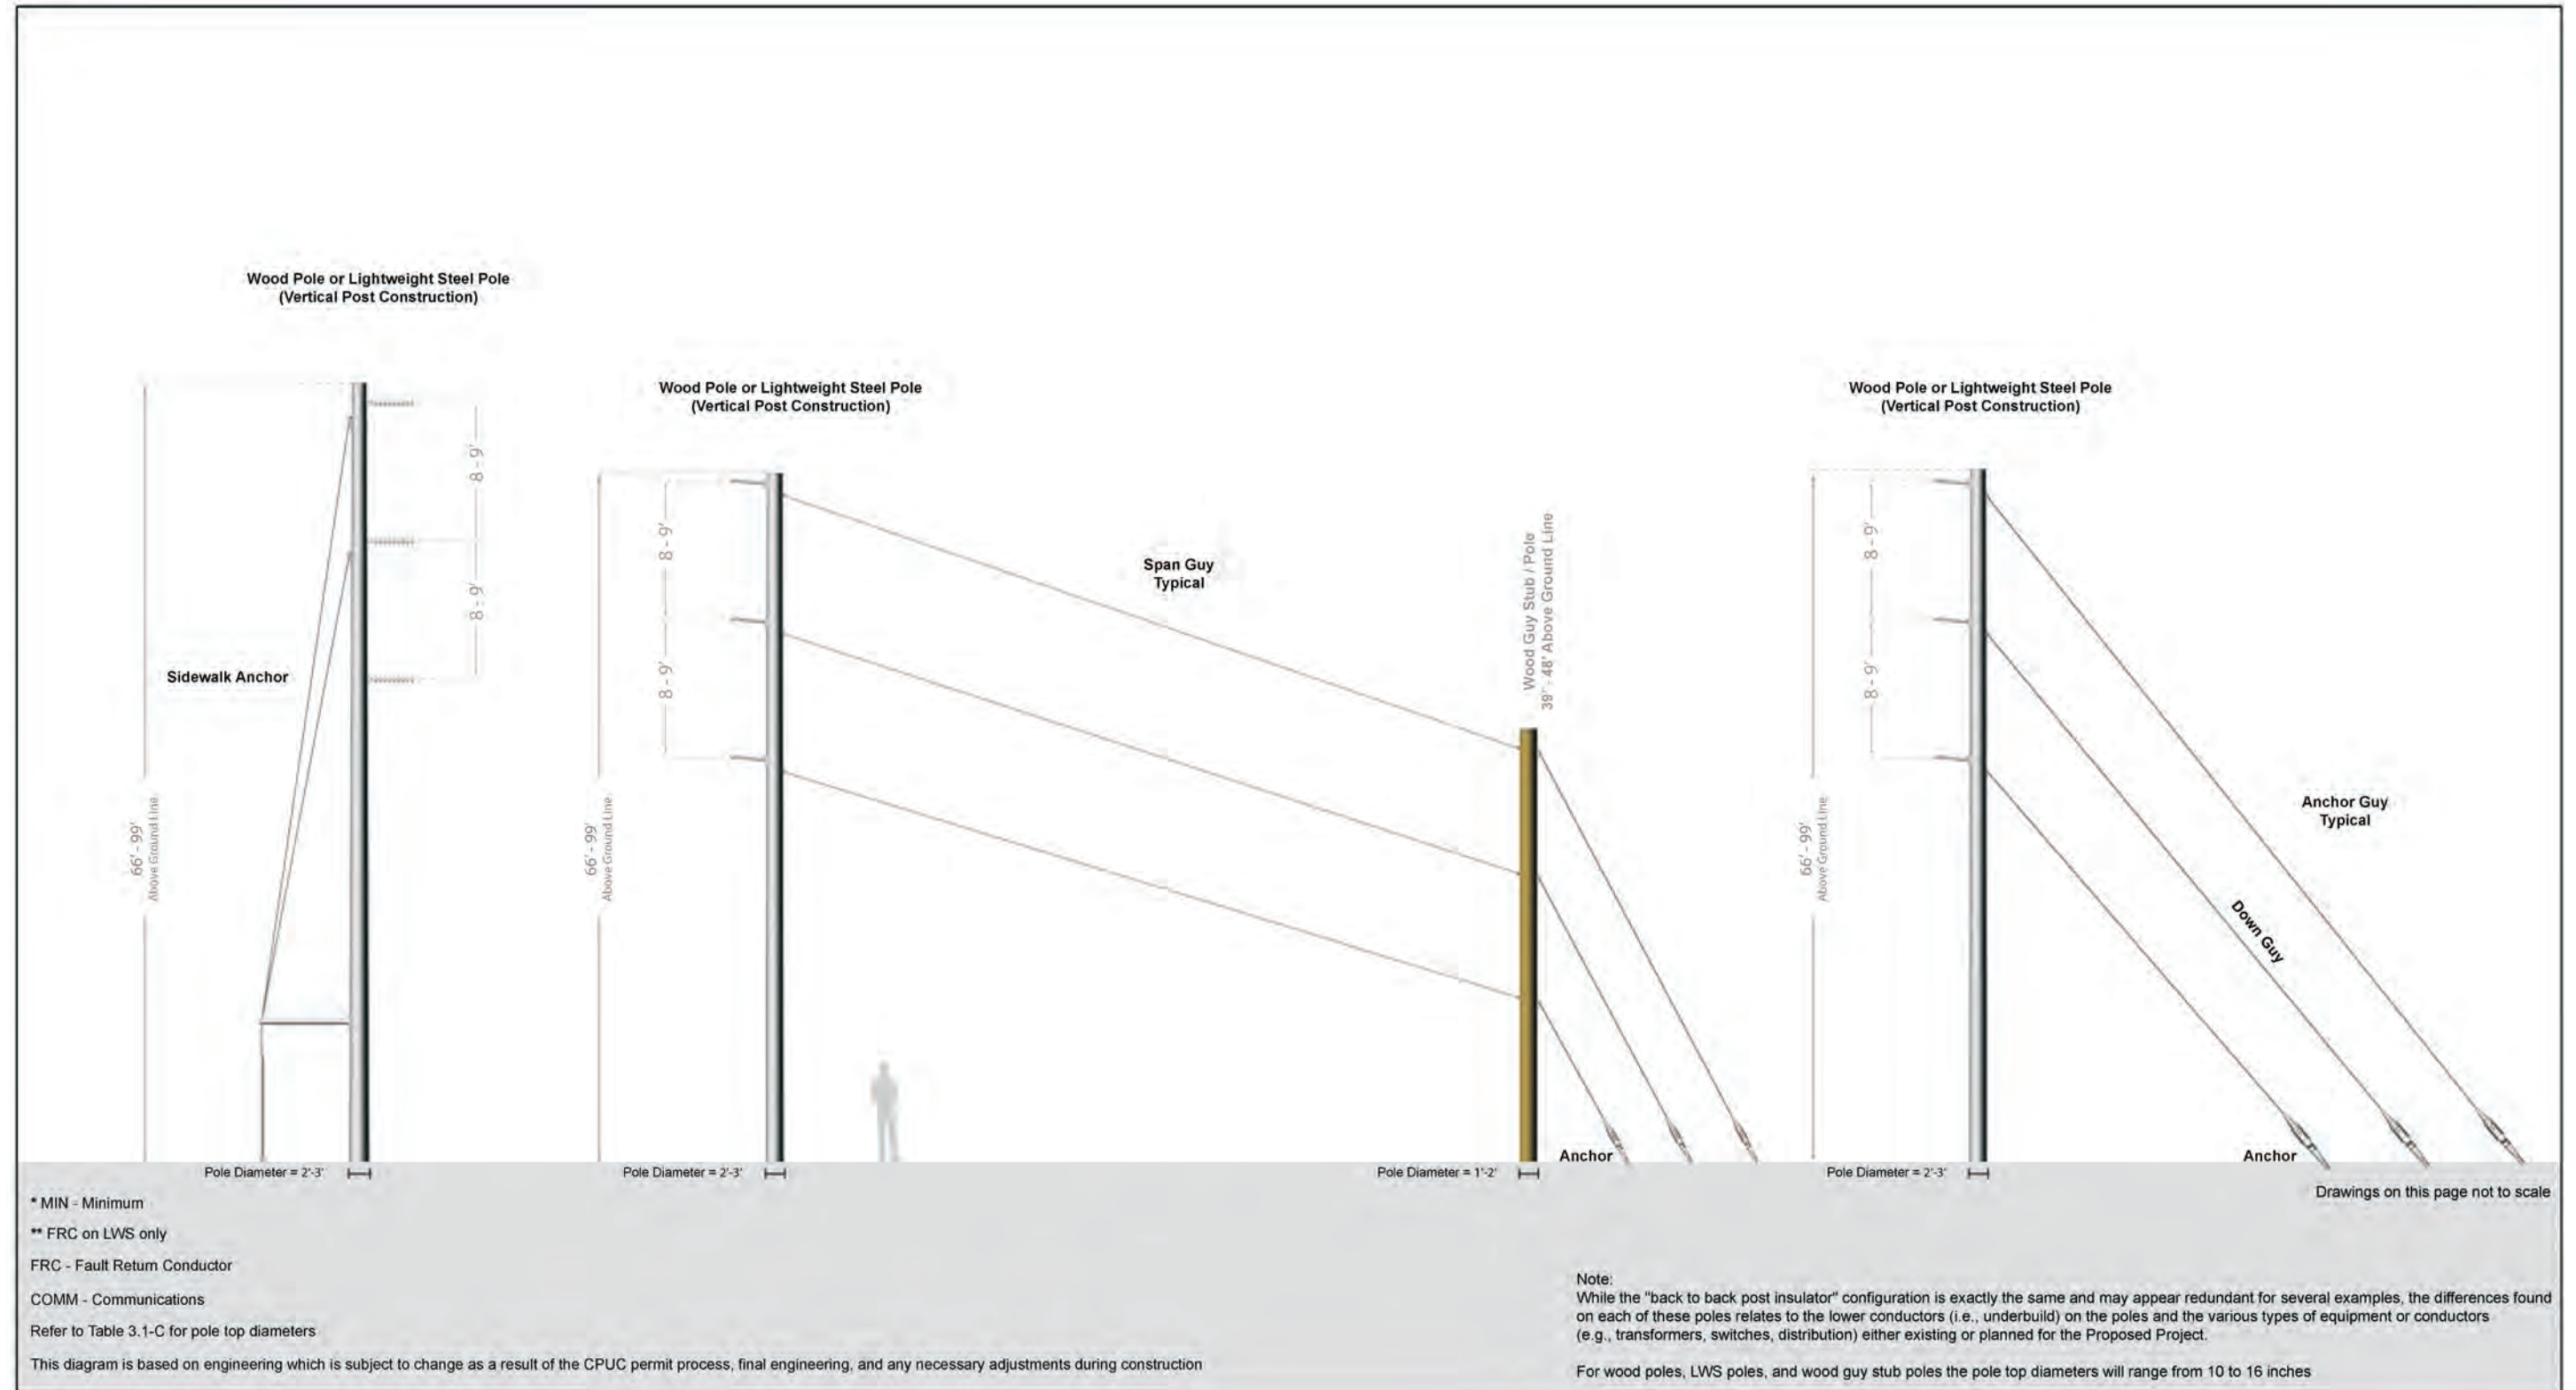 Wood Pole or Lightweight Steel Pole
(Vertical Post Construction)
Wood Pole or Lightweight Steel Pole
(Vertical Post Construction)
Wood Pole or Lightweight Steel Pole
(Vertical Post Construction)
8 - 9'
8 - 9'
Sidewalk Anchor
66' - 99'
Above Ground Line
8 - 9'
8 - 9'
66' - 99'
Above Ground Line
Span Guy
Typical
Wood Guy Stub / Pole
39' - 48' Above Ground Line
8 - 9'
8 - 9'
66' - 99'
Above Ground Line
Anchor Guy
Typical
Down Guy
Anchor
Anchor
Pole Diameter = 2'-3'
Pole Diameter = 2'-3'
Pole Diameter = 1'-2'
Pole Diameter = 2'-3'
Drawings on this page not to scale
* MIN - Minimum
** FRC on LWS only
FRC - Fault Return Conductor
COMM - Communications
Refer to Table 3.1-C for pole top diameters
This diagram is based on engineering which is subject to change as a result of the CPUC permit process, final engineering, and any necessary adjustments during construction
Note:
While the "back to back post insulator" configuration is exactly the same and may appear redundant for several examples, the differences found
on each of these poles relates to the lower conductors (i.e., underbuild) on the poles and the various types of equipment or conductors
(e.g., transformers, switches, distribution) either existing or planned for the Proposed Project.
For wood poles, LWS poles, and wood guy stub poles the pole top diameters will range from 10 to 16 inches